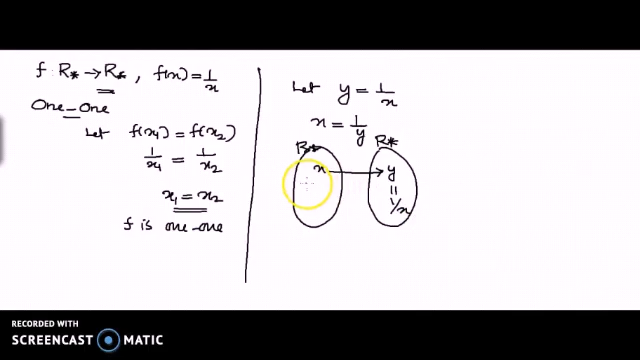 f: R* → R*, f(x) = 1/x
One-One
Let f(x₁) = f(x₂)
1/x₁ = 1/x₂
x₁ = x₂
f is one-one
Let y = 1/x
x = 1/y
R* R*
x → y
=
1/x
RECORDED WITH
SCREENCAST MATIC